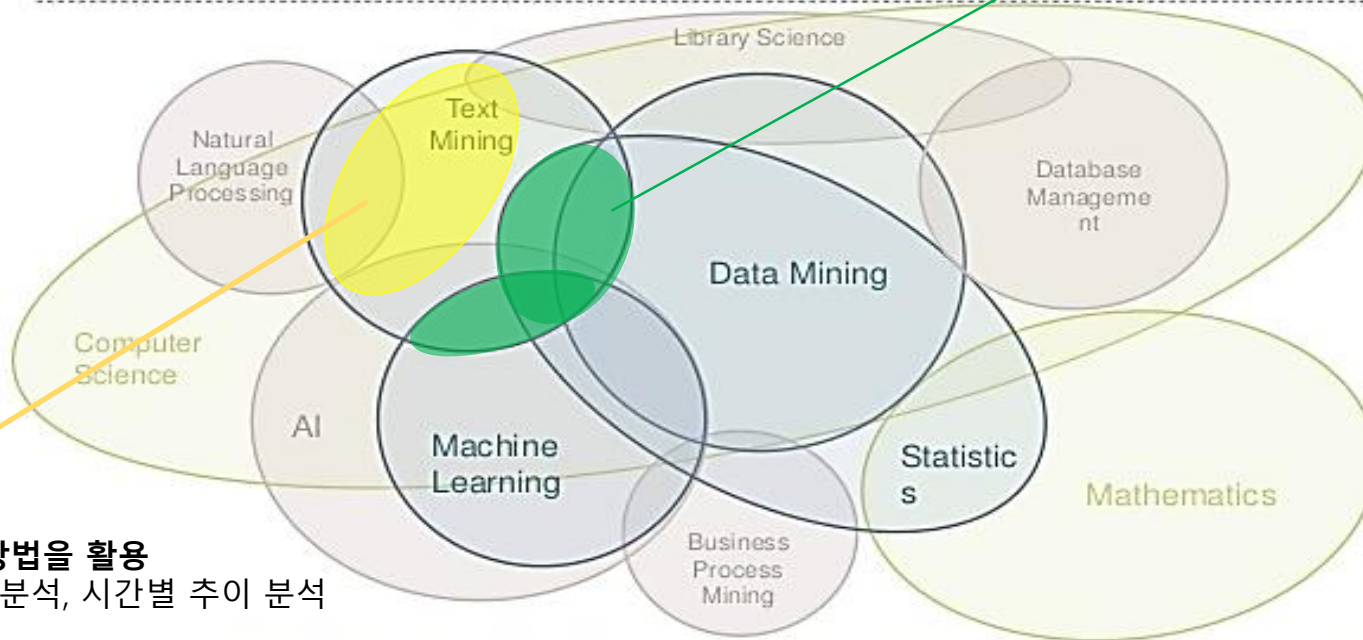 Library Science
Text
Mining
Natural
Language
Processing
Database
Manageme
nt
Data Mining
Computer
Science
AI
Machine
Learning
Statistic
s
Mathematics
Business
Process
Mining
방법을 활용
분석, 시간별 추이 분석